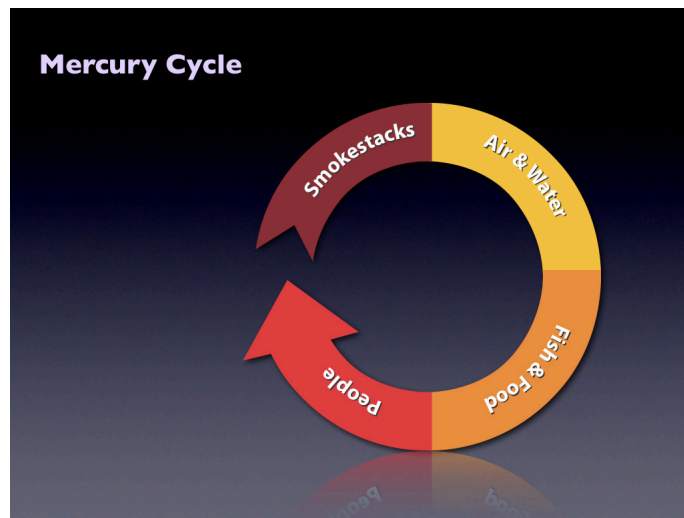 Mercury Cycle
Smokestacks
Air & Water
Fish & Food
People